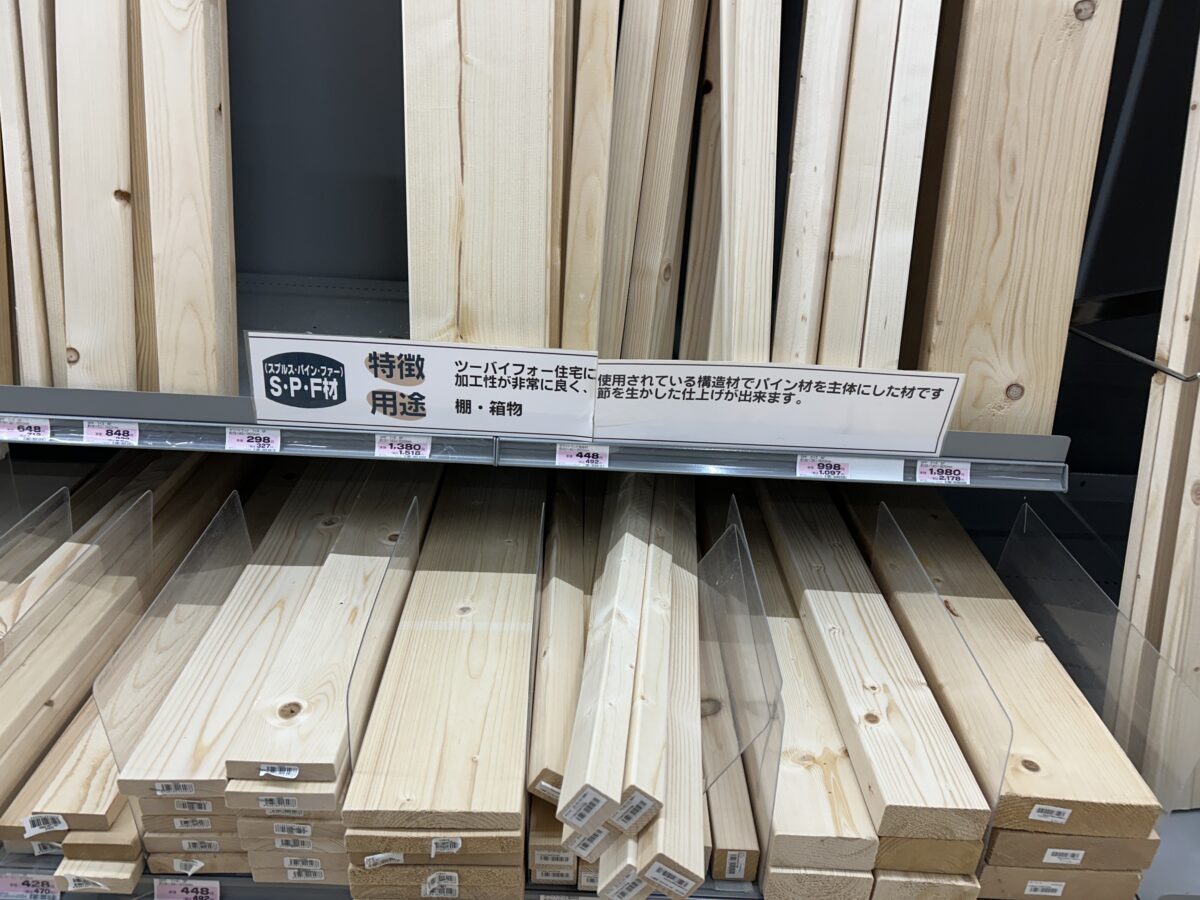 (スプルス・パイン・ファー)
S・P・F材
特徴
ツーバイフォー住宅に使用されている構造材でパイン材を主体にした材です
加工性が非常に良く、節を生かした仕上げが出来ます。
用途
棚・箱物
648
848
298
327
1,380
1,518
448
492
998
1,097
1,980
2,178
428
470
448
492